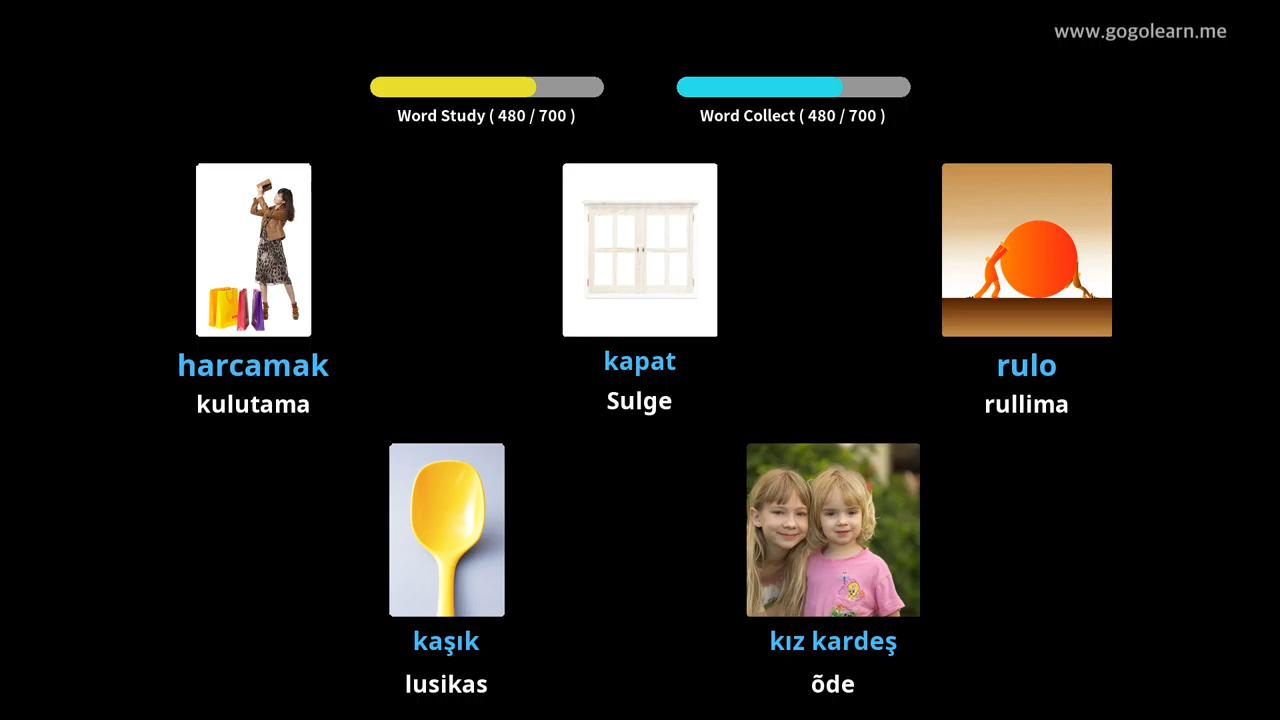 www.gogolearn.me
Word Study ( 480 / 700 )
Word Collect ( 480 / 700 )
harcamak
kulutama
kapat
Sulge
rulo
rullima
kaşık
lusikas
kız kardeş
õde